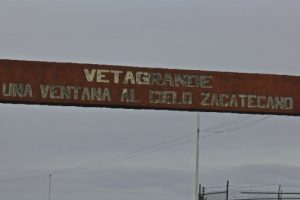 VETAGRANDE
UNA VENTANA AL CIELO ZACATECANO